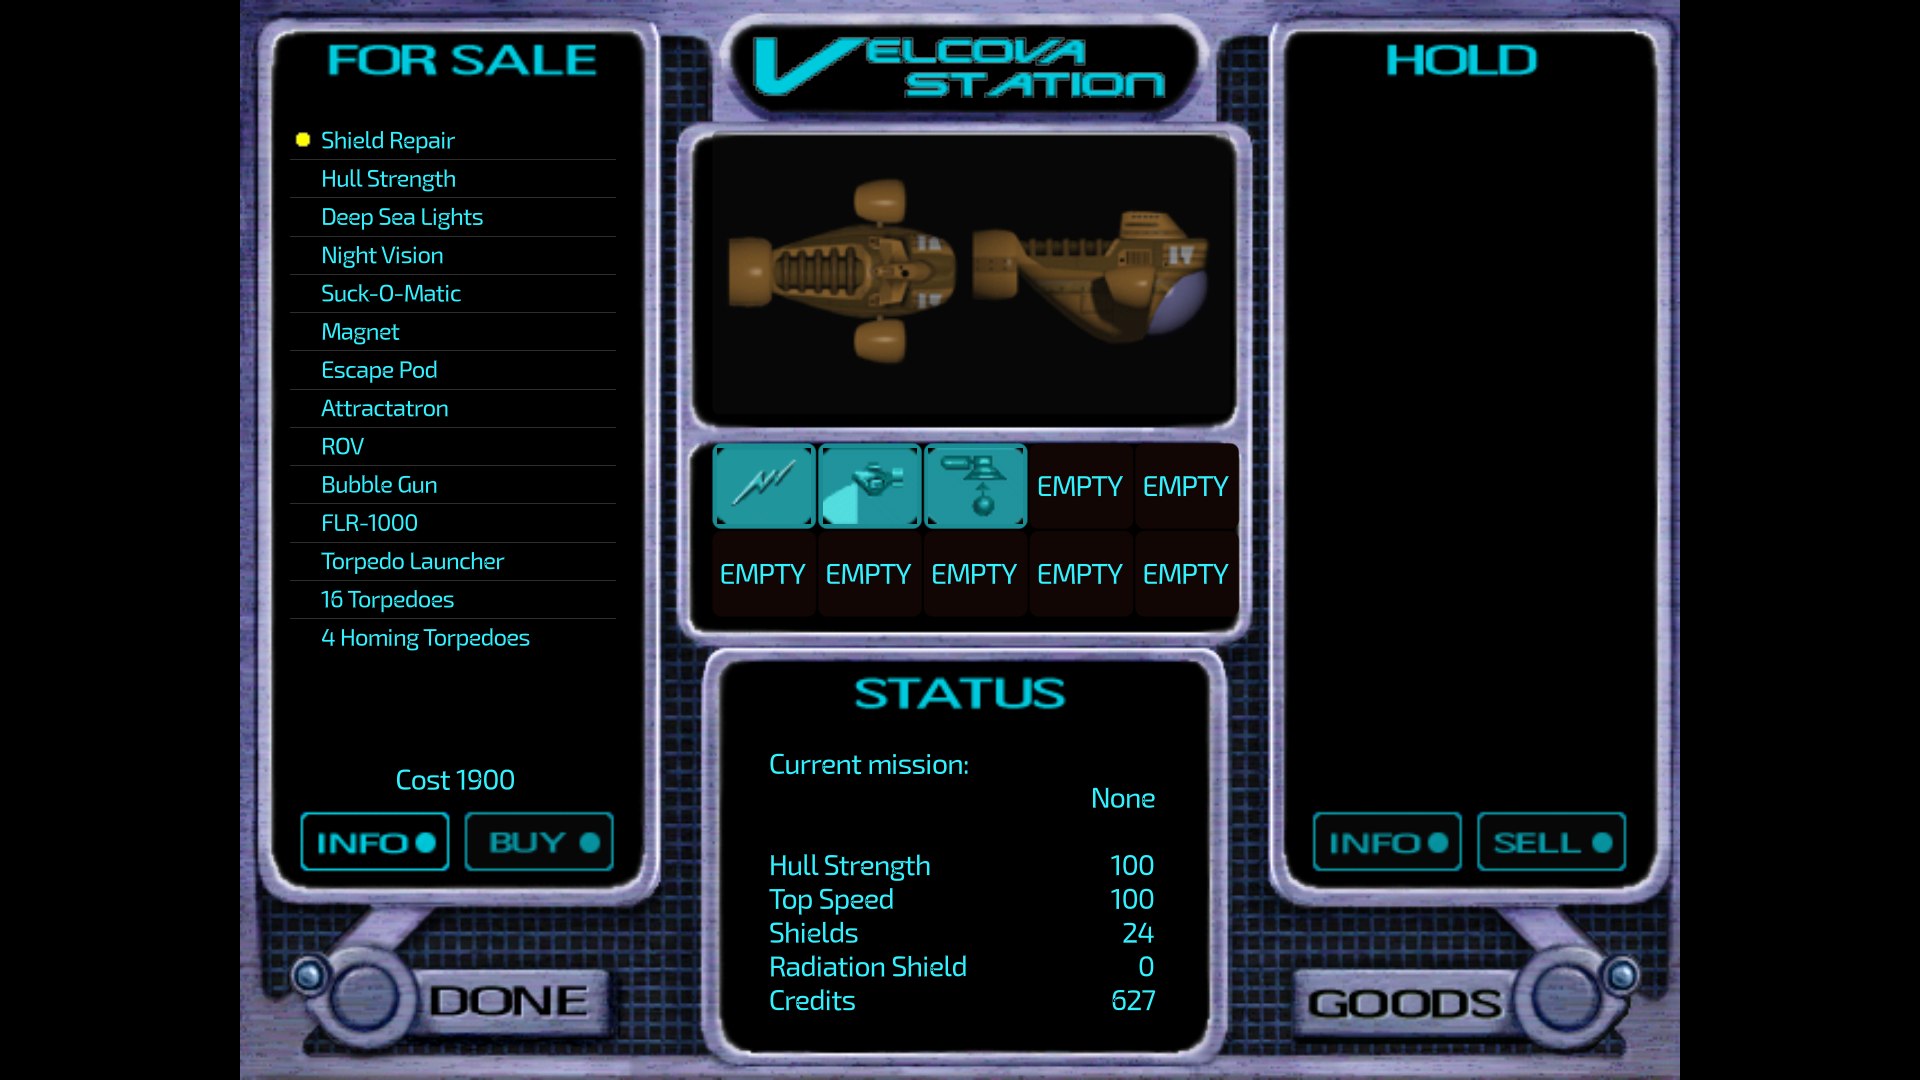 FOR SALE
Shield Repair
Hull Strength
Deep Sea Lights
Night Vision
Suck-O-Matic
Magnet
Escape Pod
Attractatron
ROV
Bubble Gun
FLR-1000
Torpedo Launcher
16 Torpedoes
4 Homing Torpedoes
Cost 1900
INFO
BUY
DONE
VELCOVA
STATION
EMPTY EMPTY
EMPTY EMPTY EMPTY EMPTY EMPTY
STATUS
Current mission:
None
Hull Strength 100
Top Speed 100
Shields 24
Radiation Shield 0
Credits 627
HOLD
INFO
SELL
GOODS